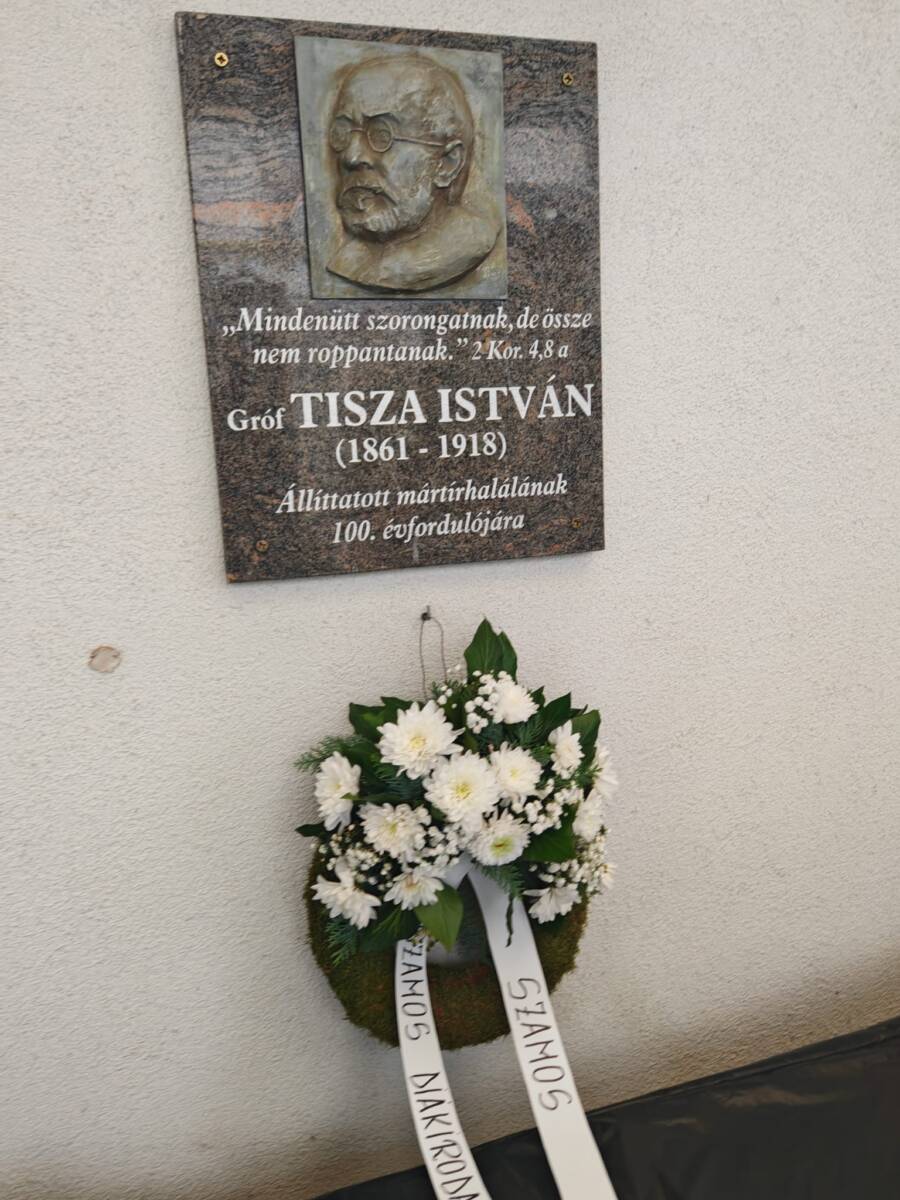 „Mindenütt szorongatnak, de össze
nem roppantanak.” 2 Kor. 4,8 a
Gróf TISZA ISTVÁN
(1861 - 1918)
Állíttatott mártírhalálának
100. évfordulójára
SZAMOS